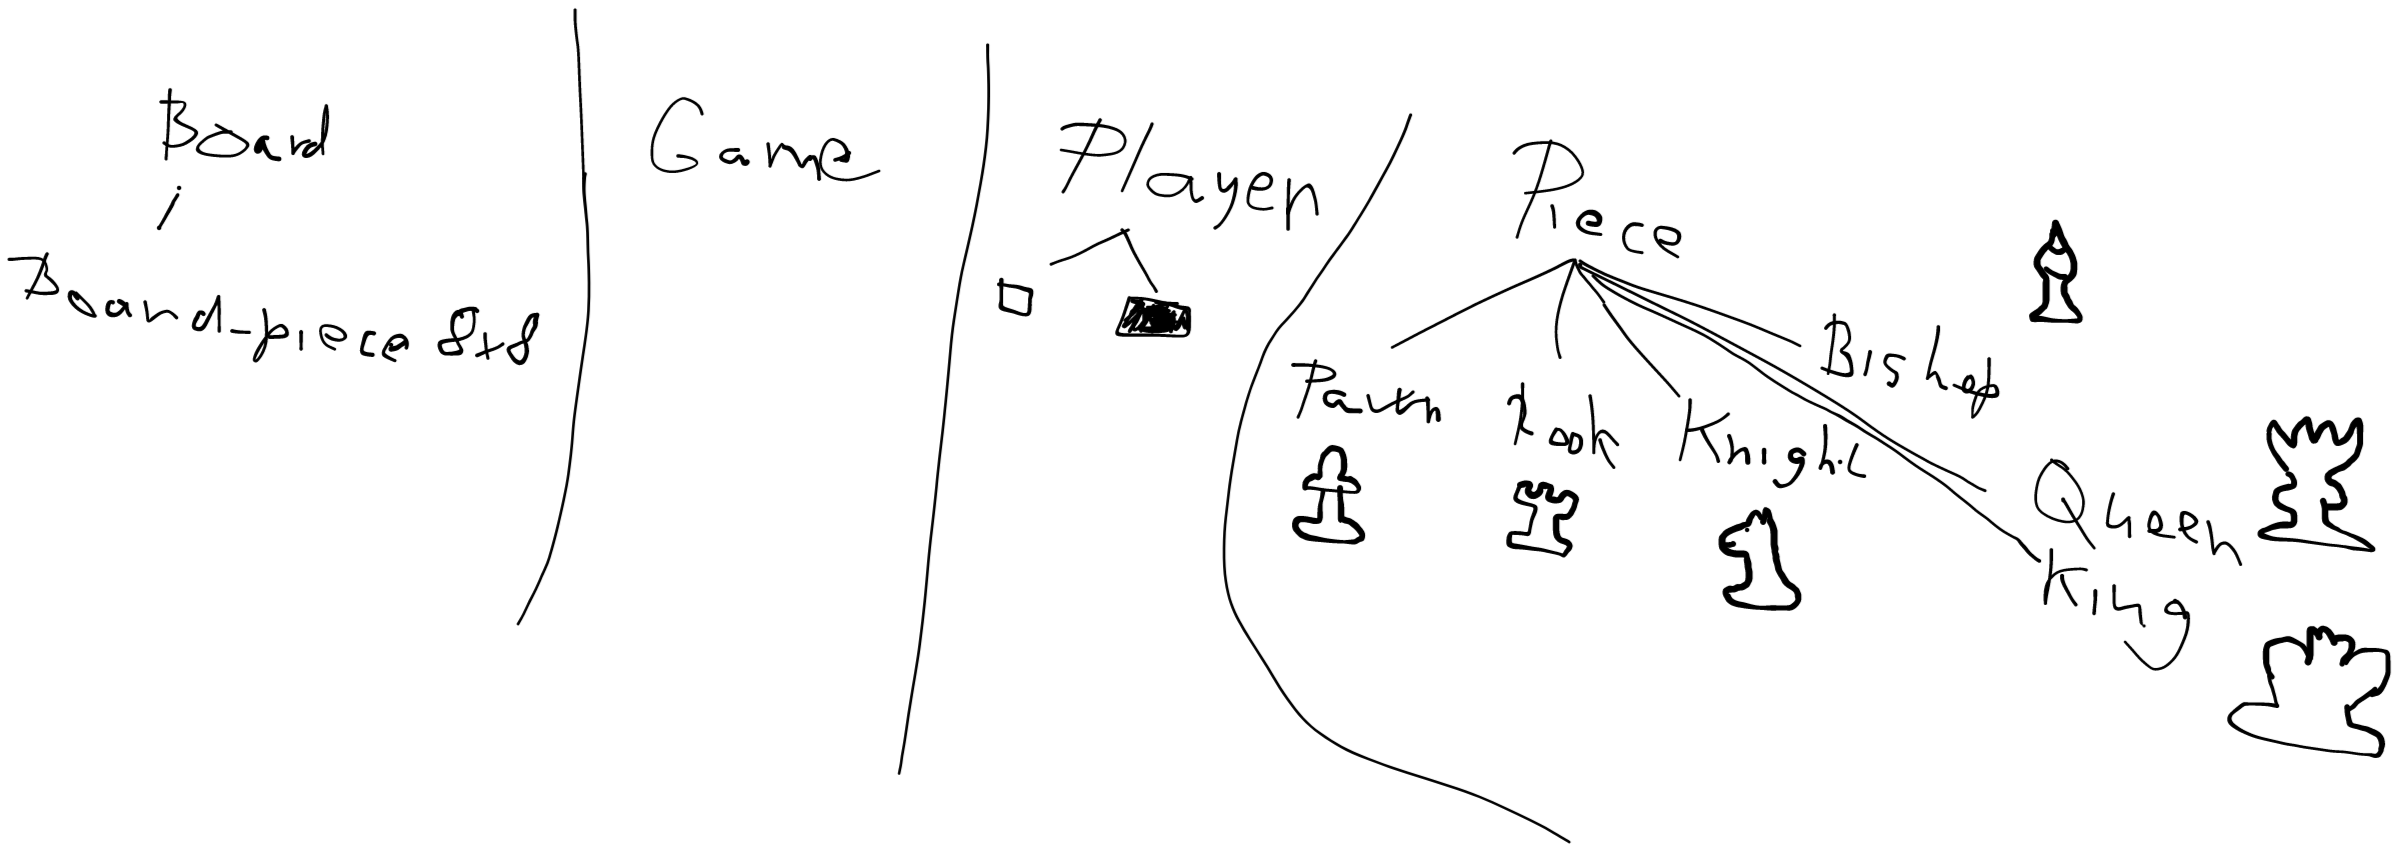 Board
Board-piece 8x8
Game
Player
Piece
Pawn
Rook
Knight
Bishop
Queen
King